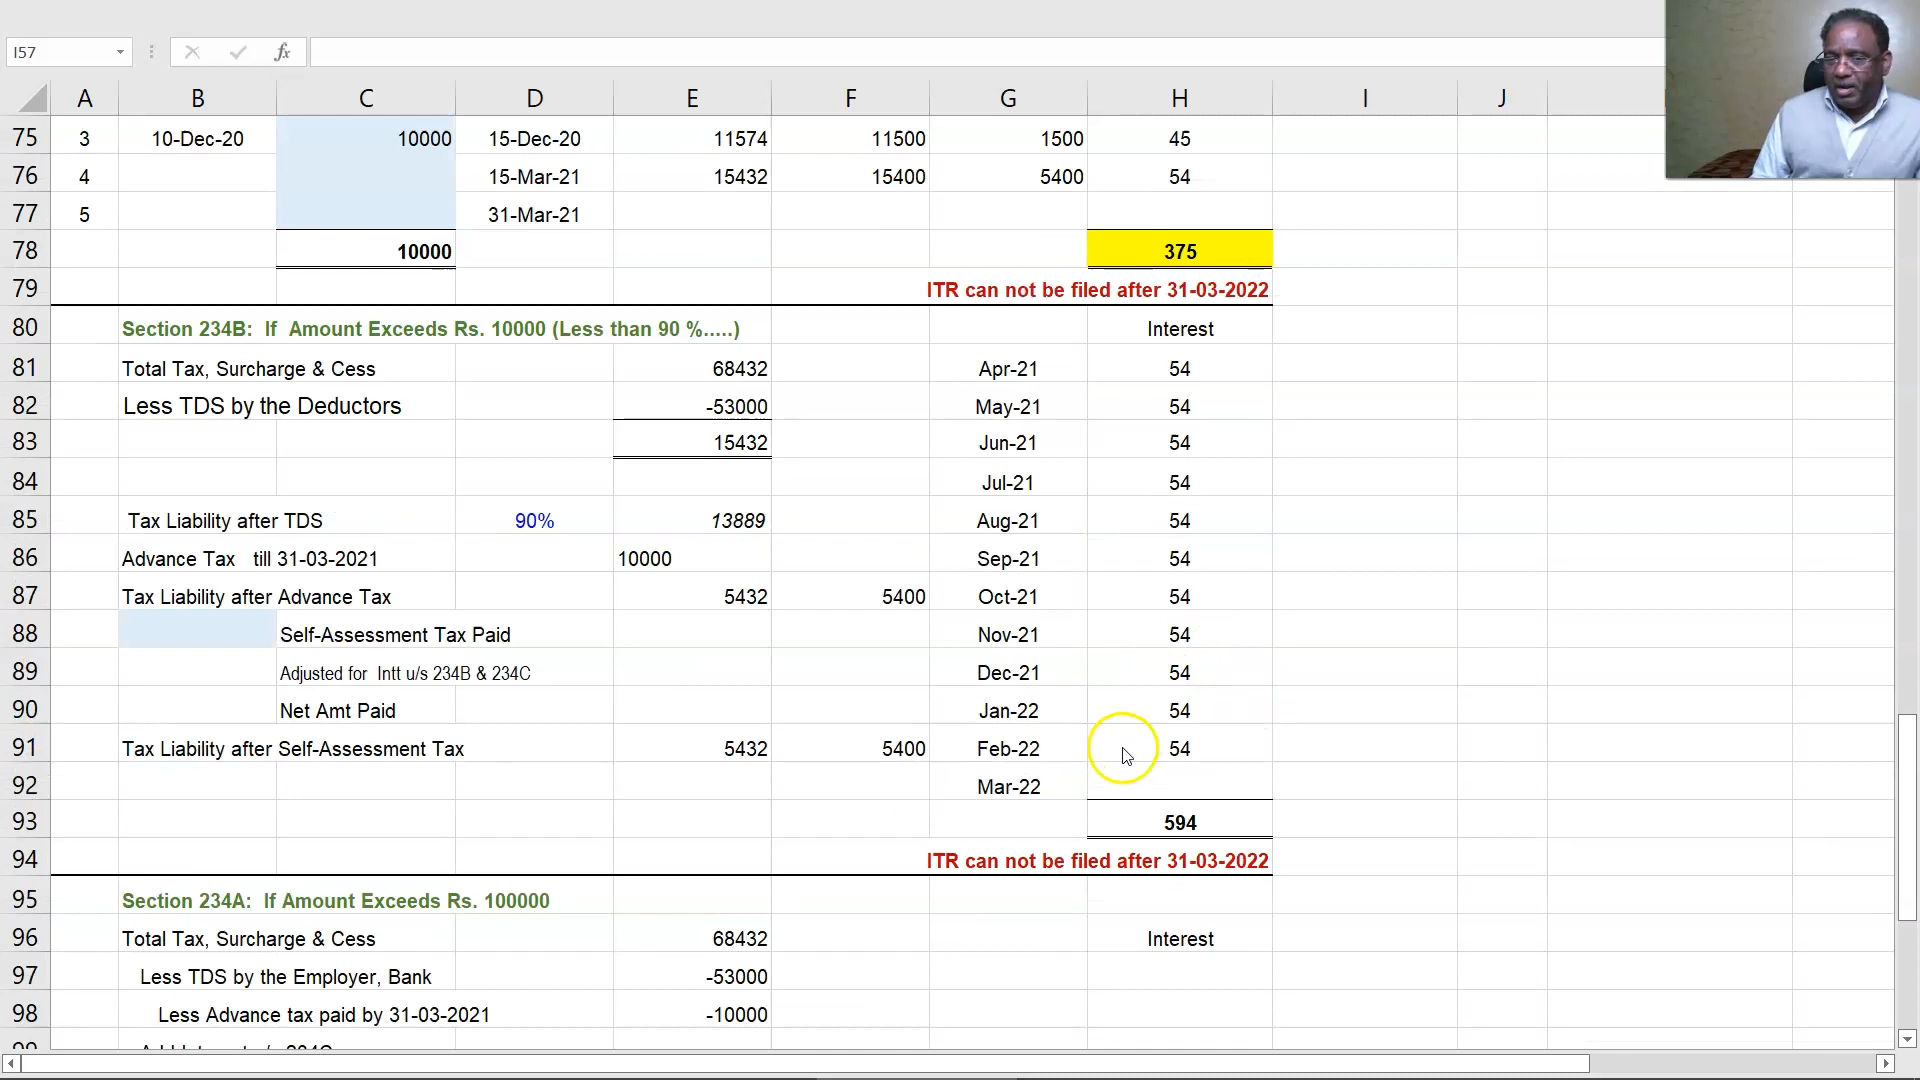 I57
fx
A B C D E F G H I J
75 3 10-Dec-20 10000 15-Dec-20 11574 11500 1500 45
76 4 15-Mar-21 15432 15400 5400 54
77 5 31-Mar-21
78 10000 375
79 ITR can not be filed after 31-03-2022
80 Section 234B: If Amount Exceeds Rs. 10000 (Less than 90 %.....) Interest
81 Total Tax, Surcharge & Cess 68432 Apr-21 54
82 Less TDS by the Deductors -53000 May-21 54
83 15432 Jun-21 54
84 Jul-21 54
85 Tax Liability after TDS 90% 13889 Aug-21 54
86 Advance Tax till 31-03-2021 10000 Sep-21 54
87 Tax Liability after Advance Tax 5432 5400 Oct-21 54
88 Self-Assessment Tax Paid Nov-21 54
89 Adjusted for Intt u/s 234B & 234C Dec-21 54
90 Net Amt Paid Jan-22 54
91 Tax Liability after Self-Assessment Tax 5432 5400 Feb-22 54
92 Mar-22
93 594
94 ITR can not be filed after 31-03-2022
95 Section 234A: If Amount Exceeds Rs. 100000
96 Total Tax, Surcharge & Cess 68432 Interest
97 Less TDS by the Employer, Bank -53000
98 Less Advance tax paid by 31-03-2021 -10000